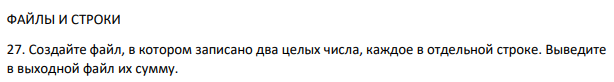 ФАЙЛЫ И СТРОКИ
27. Создайте файл, в котором записано два целых числа, каждое в отдельной строке. Выведите
в выходной файл их сумму.